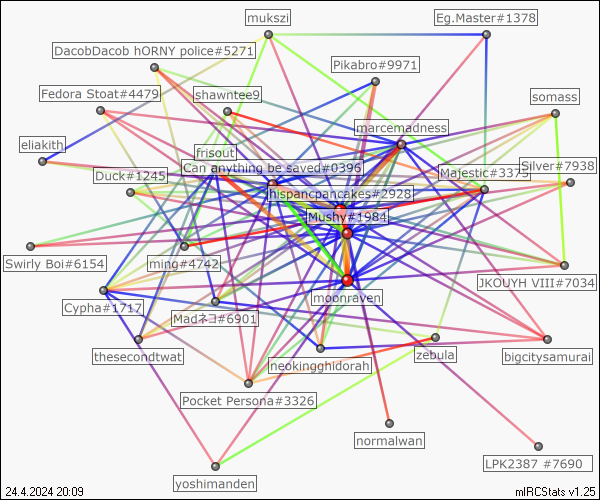 mukszi
Eg.Master#1378
DacobDacob hORNY police#5271
Pikabro#9971
Fedora Stoat#4479
shawntee9
somass
marcemadness
eliakith
frisout
Can anything be saved#0396
Majestic#3375
Silver#7938
Duck#1245
hispancpancakes#2928
Mushy#1984
Swirly Boi#6154
ming#4742
JKOUYH VIII#7034
moonraven
Cypha#1717
Macネコ#6901
thesecondtwat
neokingghidorah
zebula
bigcitysamurai
Pocket Persona#3326
normalwan
LPK2387 #7690
yoshimanden
24.4.2024 20:09
mIRCStats v1.25